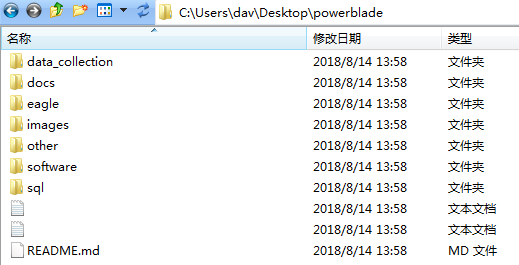 C:\Users\dav\Desktop\powerblade
名称 修改日期 类型
data_collection 2018/8/14 13:58 文件夹
docs 2018/8/14 13:58 文件夹
eagle 2018/8/14 13:58 文件夹
images 2018/8/14 13:58 文件夹
other 2018/8/14 13:58 文件夹
software 2018/8/14 13:58 文件夹
sql 2018/8/14 13:58 文件夹
2018/8/14 13:58 文本文档
2018/8/14 13:58 文本文档
README.md 2018/8/14 13:58 MD 文件